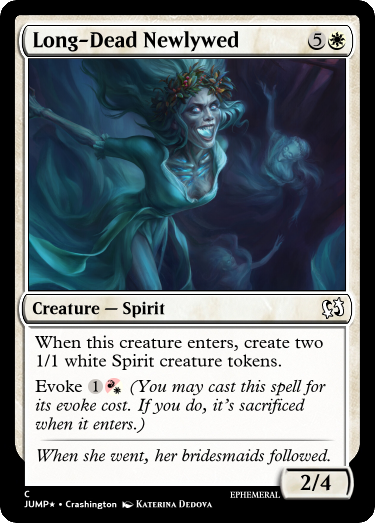 Long-Dead Newlywed 5
Creature — Spirit
When this creature enters, create two
1/1 white Spirit creature tokens.
Evoke 1 (You may cast this spell for
its evoke cost. If you do, it's sacrificed
when it enters.)
When she went, her bridesmaids followed.
2/4
C EPHEMERAL
JUMP★ • Crashington Katerina Dedova